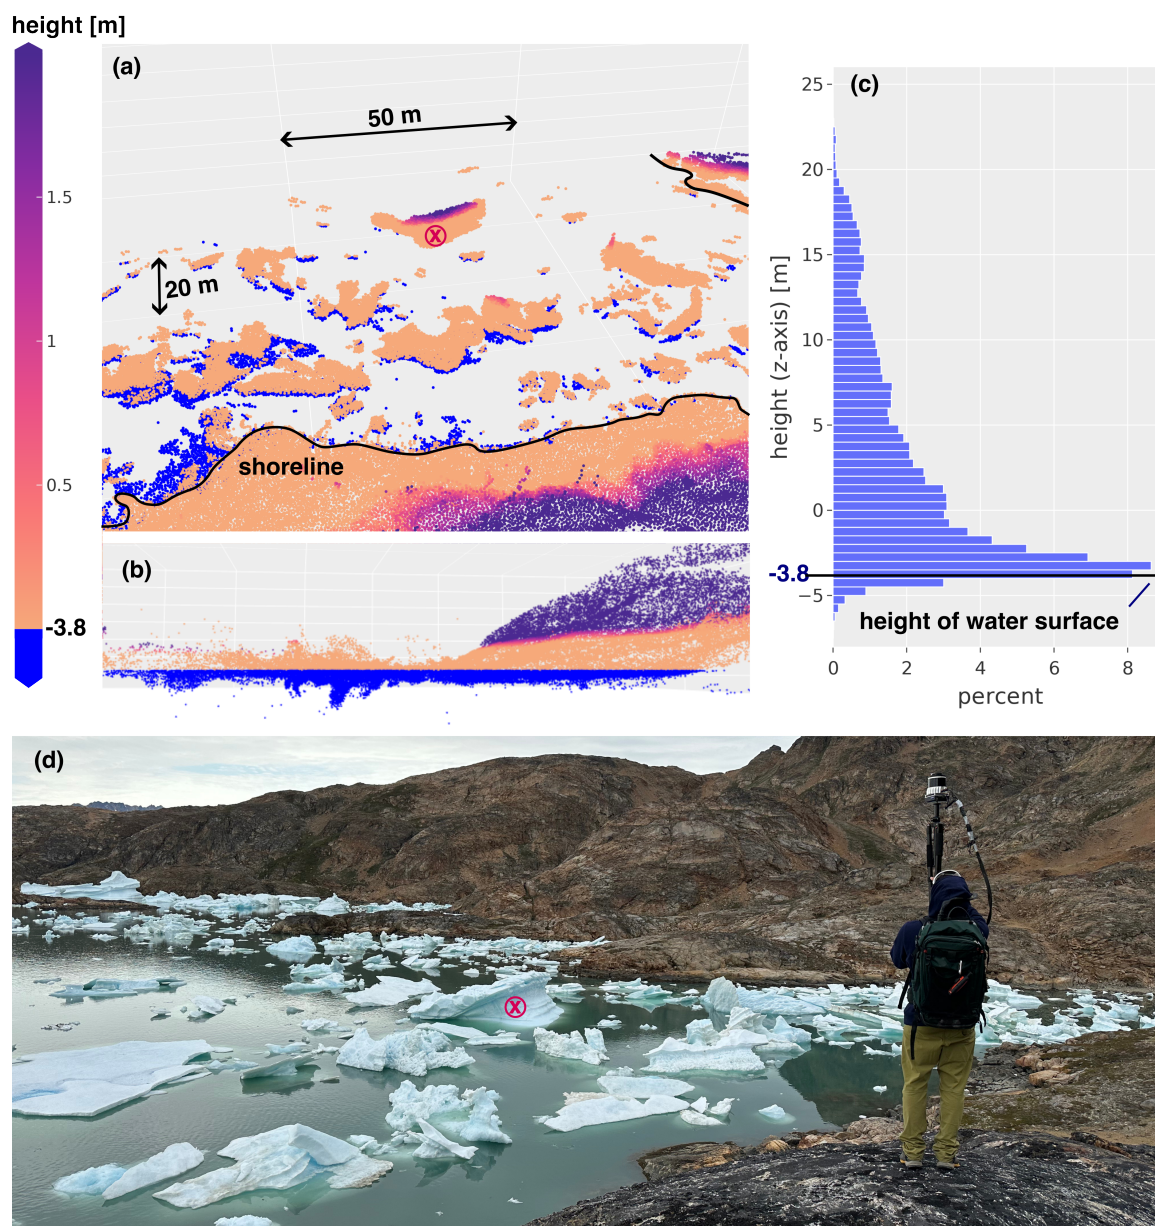 height [m]
(a)
50 m
20 m
shoreline
1.5
1
0.5
-3.8
(b)
(c)
25
20
15
10
5
0
-3.8
−5
height (z-axis) [m]
height of water surface
0
2
4
6
8
percent
(d)